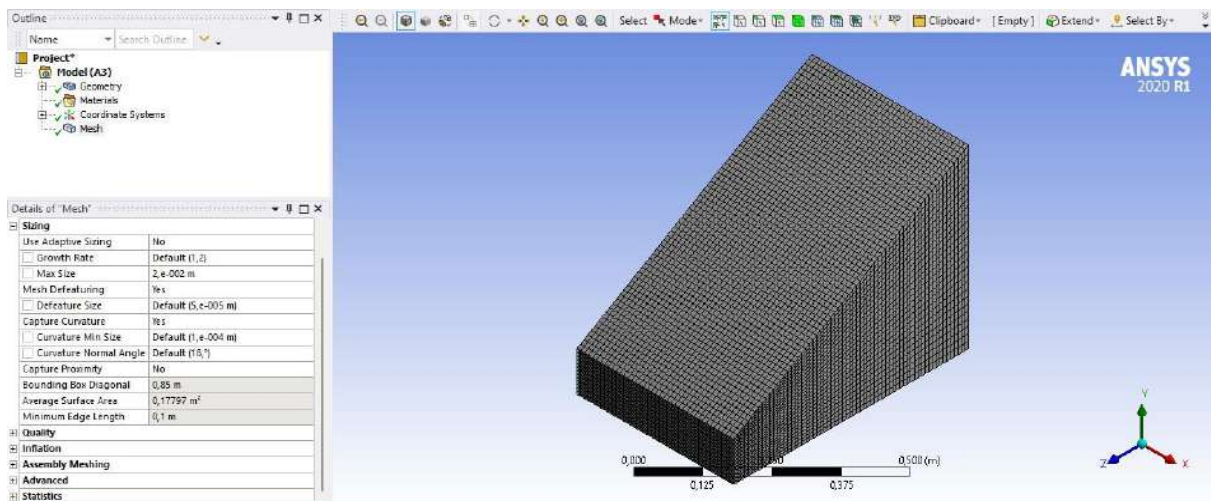 Outline
Select Mode Clipboard [Empty] Extend Select By
Name Search Outline
Project*
Model (A3)
Geometry
Materials
Coordinate Systems
Mesh
ANSYS
2020 R1
Details of "Mesh"
Sizing
Use Adaptive Sizing No
Growth Rate Default (1,2)
Max Size 2,e-002 m
Mesh Defeaturing Yes
Defeature Size Default (5,e-005 m)
Capture Curvature Yes
Curvature Min Size Default (1,e-004 m)
Curvature Normal Angle Default (18,°)
Capture Proximity No
Bounding Box Diagonal 0,85 m
Average Surface Area 0,17797 m²
Minimum Edge Length 0,1 m
Quality
Inflation
Assembly Meshing
Advanced
Statistics
0,000 0,500 (m)
0,125 0,375
Y
Z X